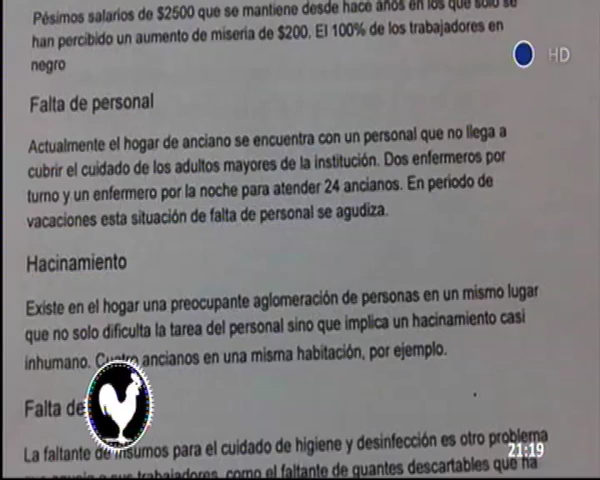 Pésimos salarios de $2500 que se mantiene desde hace años en los que solo se
han percibido un aumento de miseria de $200. El 100% de los trabajadores en
negro
HD
Falta de personal
Actualmente el hogar de anciano se encuentra con un personal que no llega a
cubrir el cuidado de los adultos mayores de la institución. Dos enfermeros por
turno y un enfermero por la noche para atender 24 ancianos. En periodo de
vacaciones esta situación de falta de personal se agudiza.
Hacinamiento
Existe en el hogar una preocupante aglomeración de personas en un mismo lugar
que no solo dificulta la tarea del personal sino que implica un hacinamiento casi
inhumano. Cuatro ancianos en una misma habitación, por ejemplo.
Falta de
La faltante de insumos para el cuidado de higiene y desinfección es otro problema
21:19
trabajadores, como el faltante de guantes descartables que ha